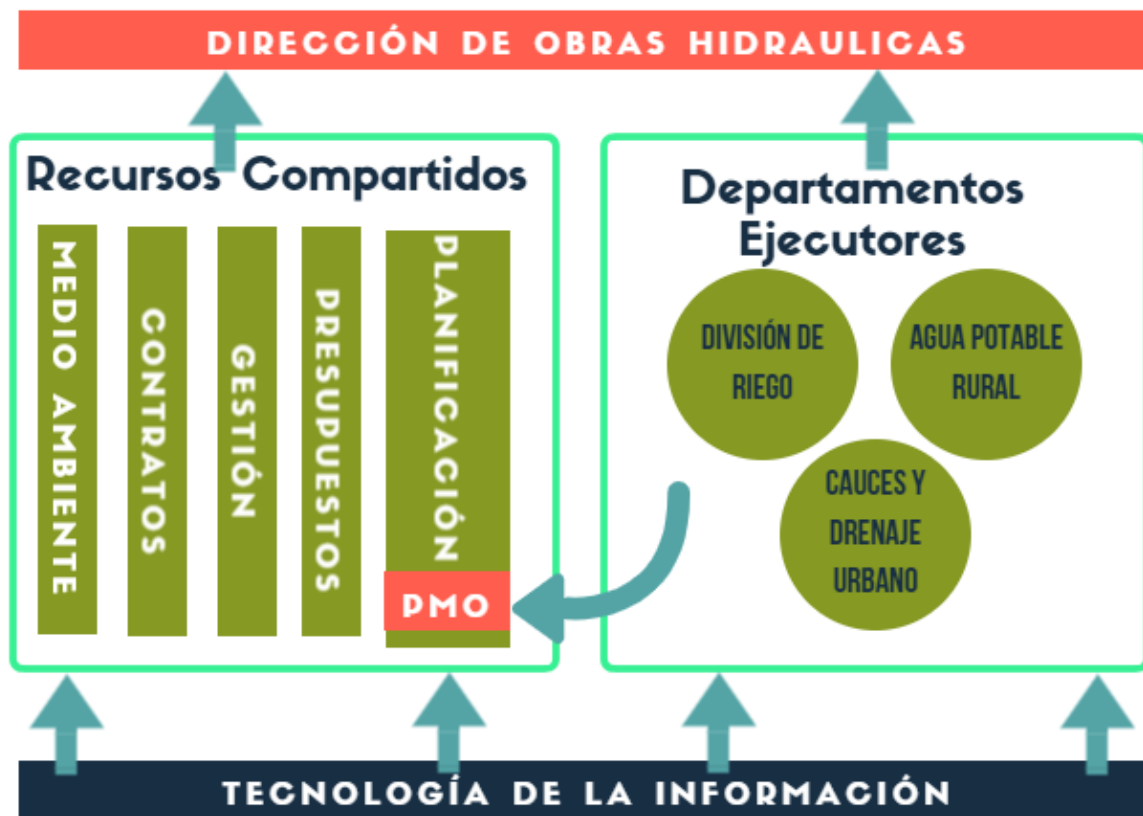 DIRECCIÓN DE OBRAS HIDRAULICAS
Recursos Compartidos
MEDIO AMBIENTE
CONTRATOS
GESTIÓN
PRESUPUESTOS
PLANIFICACIÓN
PMO
Departamentos
Ejecutores
DIVISIÓN DE
RIEGO
AGUA POTABLE
RURAL
CAUCES Y
DRENAJE
URBANO
TECNOLOGÍA DE LA INFORMACIÓN